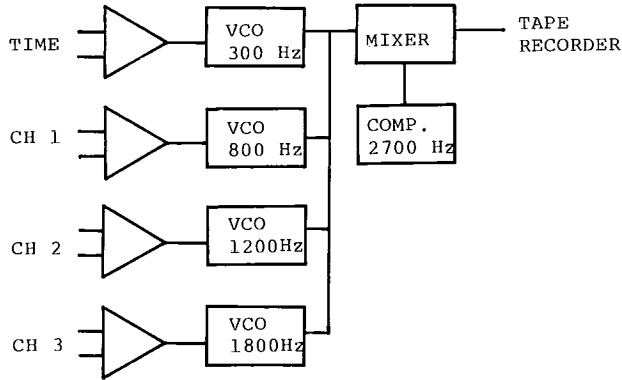 TIME
VCO
300 Hz
MIXER
TAPE
RECORDER
CH 1
VCO
800 Hz
COMP.
2700 Hz
CH 2
VCO
1200Hz
CH 3
VCO
1800Hz